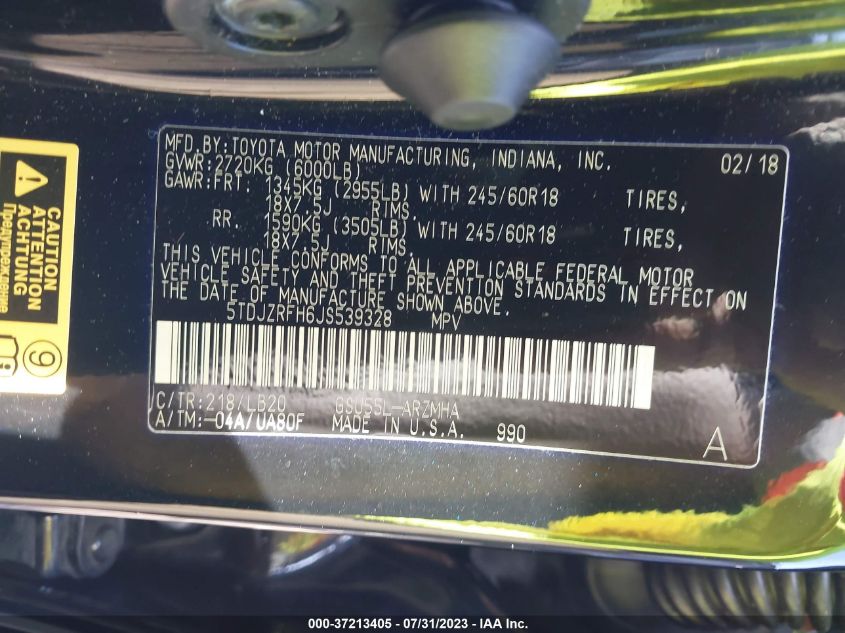 MFD.BY:TOYOTA MOTOR MANUFACTURING, INDIANA, INC. 02/18
GVWR:2720KG (6000LB)
GAWR:FRT. 1345KG (2955LB) WITH 245/60R18 TIRES,
18X7.5J RIMS.
RR. 1590KG (3505LB) WITH 245/60R18 TIRES,
18X7.5J RIMS.
THIS VEHICLE CONFORMS TO ALL APPLICABLE FEDERAL MOTOR
VEHICLE SAFETY AND THEFT PREVENTION STANDARDS IN EFFECT ON
THE DATE OF MANUFACTURE SHOWN ABOVE.
5TDJZRFH6JS539328 MPV
C/TR:218/LB20 GSU55L-ARZMHA
A/TM:-04A/UA80F MADE IN U.S.A. 990
A
CAUTION
ATTENTION
ACHTUNG
Предупреждение
9
000-37213405 - 07/31/2023 - IAA Inc.